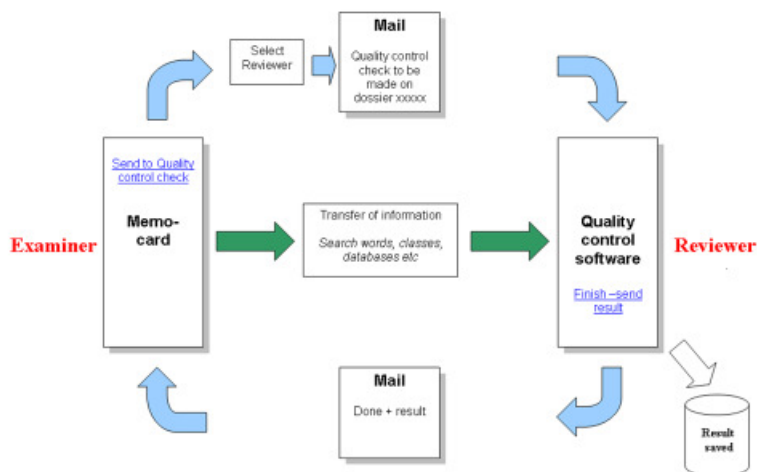 Select
Reviewer
Mail
Quality control
check to be
made on
dossier xxxxx
Examiner
Send to Quality
control check
Memo-
card
Transfer of information
Search words, classes,
databases etc
Quality
control
software
Finish –send
result
Reviewer
Mail
Done + result
Result
saved